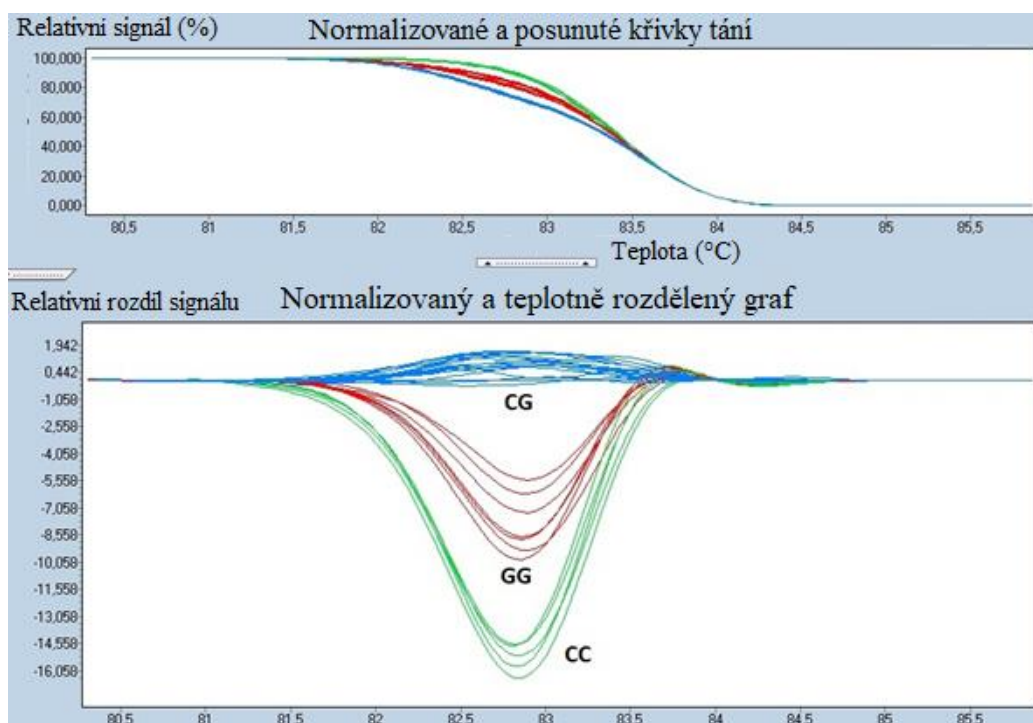 Relativní signál (%) Normalizované a posunuté křivky tání
100,000
80,000
60,000
40,000
20,000
0,000
80,5 81 81,5 82 82,5 83 83,5 84 84,5 85 85,5
Teplota (°C)
Relativni rozdíl signálu Normalizovaný a teplotně rozdělený graf
1.942
0.442
-1.058
-2.558
-4.058
-5.558
-7.058
-8.558
-10.058
-11.558
-13.058
-14.558
-16.058
CG
GG
CC
80,5 81 81,5 82 82,5 83 83,5 84 84,5 85 85,5